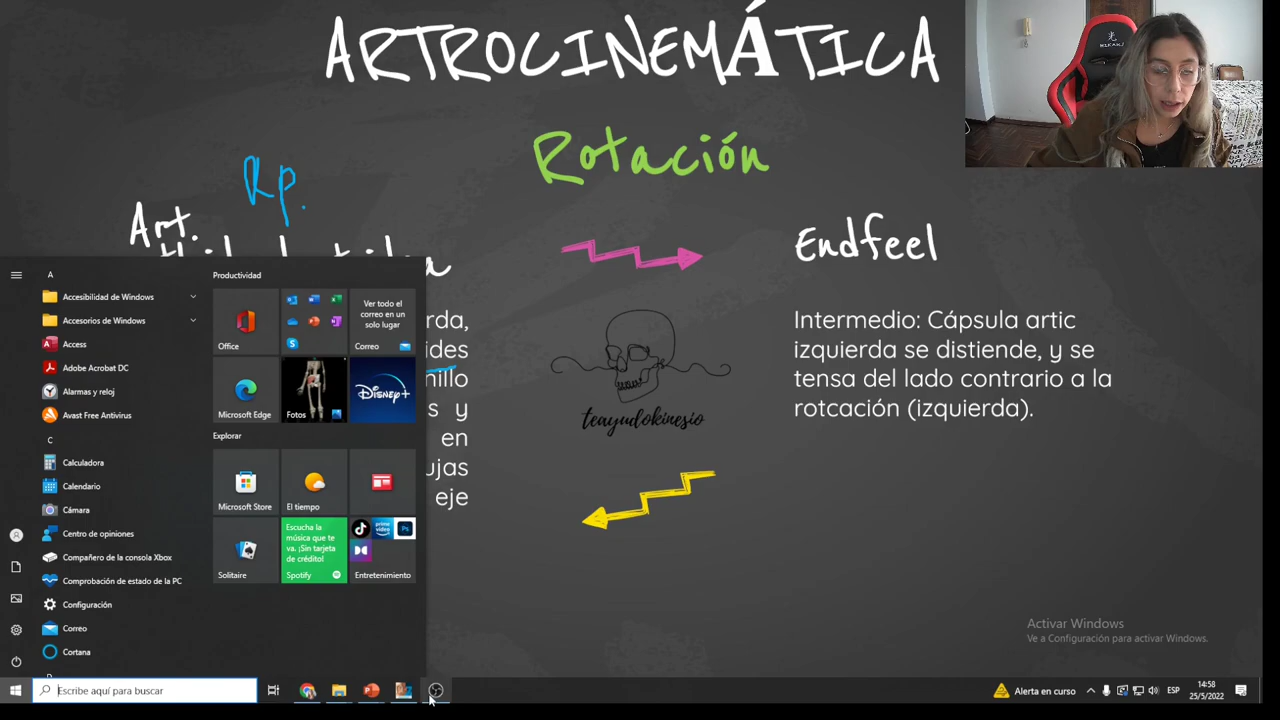 ARTROCINEMÁTICA
Rotación
Rp.
Art.
Endfeel
Intermedio: Cápsula artic
izquierda se distiende, y se
tensa del lado contrario a la
rotcación (izquierda).
rda,
ides
nillo
s y
en
ujas
eje
teayudokinesio
A
Accesibilidad de Windows
Accesorios de Windows
Access
Adobe Acrobat DC
Alarmas y reloj
Avast Free Antivirus
C
Calculadora
Calendario
Cámara
Centro de opiniones
Compañero de la consola Xbox
Comprobación de estado de la PC
Configuración
Correo
Cortana
Productividad
Office
Ver todo el
correo en un
solo lugar
Correo
Microsoft Edge
Fotos
Disney+
Explorar
Microsoft Store
El tiempo
Solitaire
Escucha la
música que te
va. ¡Sin tarjeta
de crédito!
Spotify
prime video
Ps
Entretenimiento
Activar Windows
Ve a Configuración para activar Windows.
Escribe aquí para buscar
Alerta en curso
ESP
14:58
25/5/2022